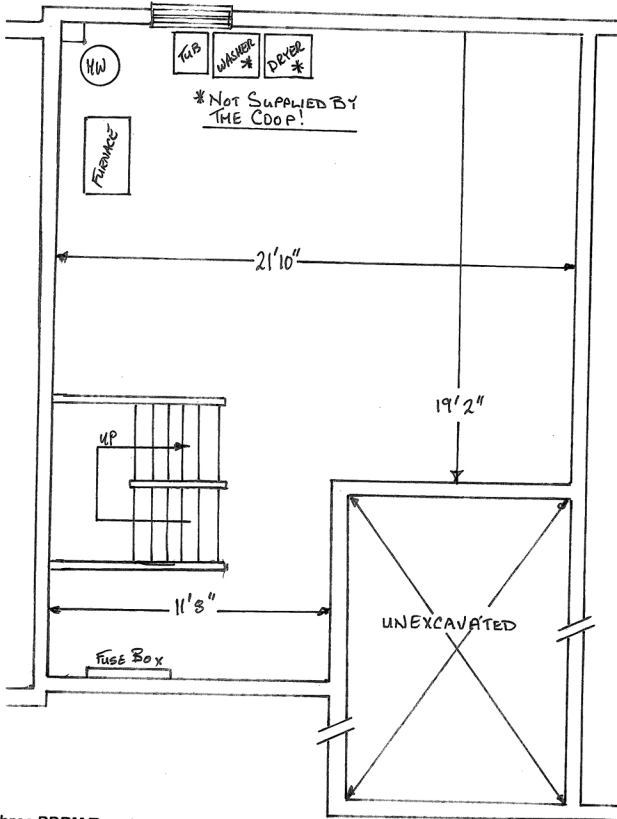 HW
TUB
WASHER
*
DRYER
*
* NOT SUPPLIED BY
THE COOP!
FURNACE
21'10"
19'2"
UP
11'8"
UNEXCAVATED
FUSE BOX